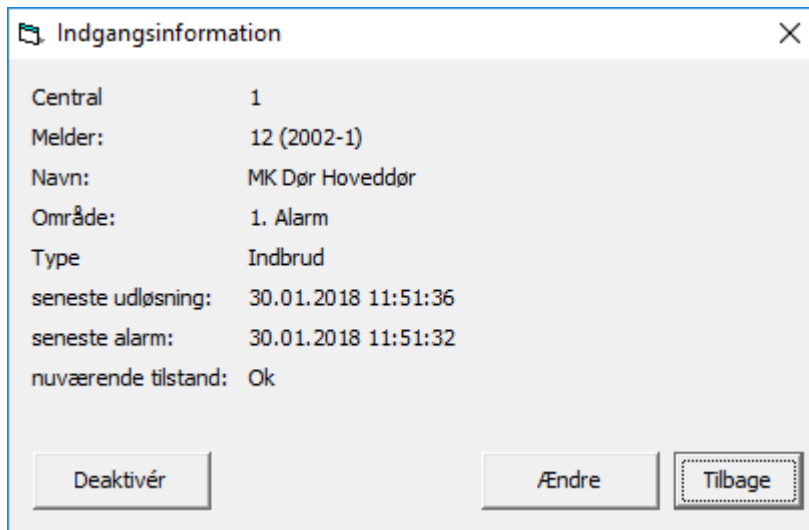 Indgangsinformation
Central 1
Melder: 12 (2002-1)
Navn: MK Dør Hoveddør
Område: 1. Alarm
Type Indbrud
seneste udløsning: 30.01.2018 11:51:36
seneste alarm: 30.01.2018 11:51:32
nuværende tilstand: Ok
Deaktivér Ændre Tilbage